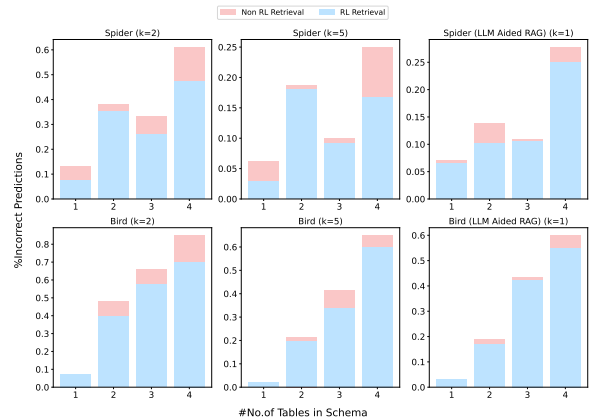 Non RL Retrieval RL Retrieval
Spider (k=2) Spider (k=5) Spider (LLM Aided RAG) (k=1)
0.6 0.25 0.25
0.5 0.20 0.20
0.4 0.15 0.15
0.3 0.10 0.10
0.2 0.05 0.05
0.1 0.00 0.00
0.0
1 2 3 4 1 2 3 4 1 2 3 4
%Incorrect Predictions
Bird (k=2) Bird (k=5) Bird (LLM Aided RAG) (k=1)
0.8 0.6 0.6
0.7 0.5 0.5
0.6 0.4 0.4
0.5 0.3 0.3
0.4 0.2 0.2
0.3 0.1 0.1
0.2 0.0 0.0
0.1
0.0
1 2 3 4 1 2 3 4 1 2 3 4
#No.of Tables in Schema